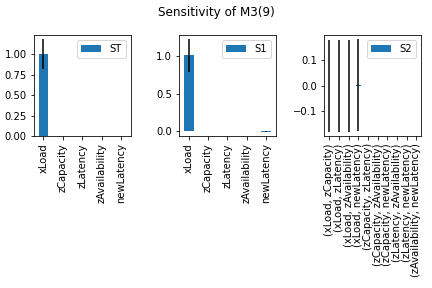 Sensitivity of M3(9)
ST
1.00
0.75
0.50
0.25
0.00
xLoad
zCapacity
zLatency
zAvailability
newLatency
S1
1.0
0.5
0.0
xLoad
zCapacity
zLatency
zAvailability
newLatency
S2
0.1
0.0
−0.1
(xLoad, zCapacity)
(xLoad, zLatency)
(xLoad, zAvailability)
(xLoad, newLatency)
(zCapacity, zLatency)
(zCapacity, zAvailability)
(zCapacity, newLatency)
(zLatency, zAvailability)
(zLatency, newLatency)
(zAvailability, newLatency)